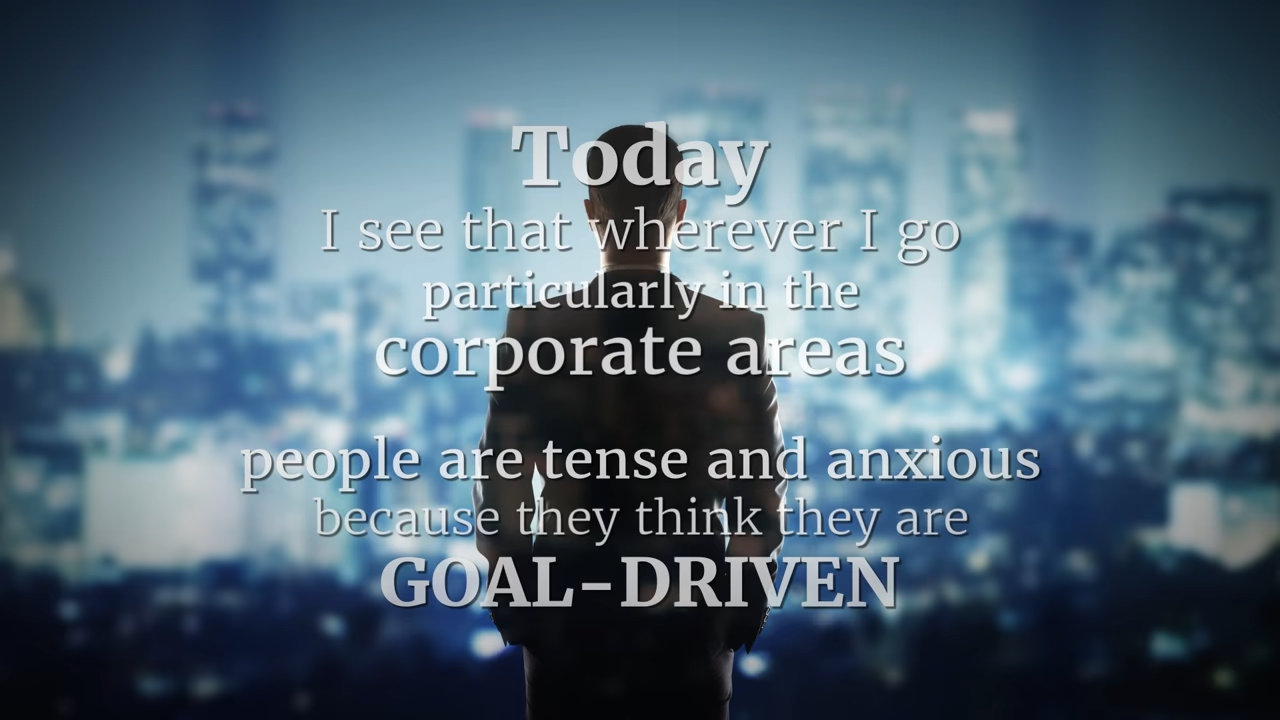 Today
I see that wherever I go
particularly in the
corporate areas
people are tense and anxious
because they think they are
GOAL-DRIVEN